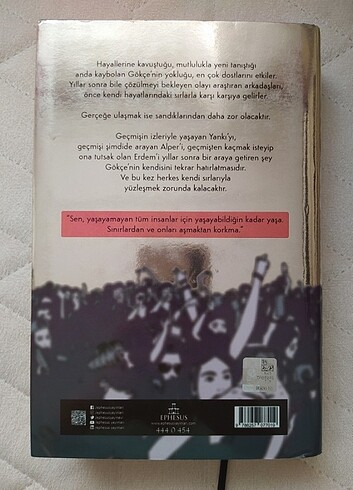 Hayallerine kavuştuğu, mutlulukla yeni tanıştığı
anda kaybolan Gökçe'nin yokluğu, en çok dostlarını etkiler.
Yıllar sonra bile çözülmeyi bekleyen olayı araştıran arkadaşları,
önce kendi hayatlarındaki sırlarla karşı karşıya gelirler.
Gerçeğe ulaşmak ise sandıklarından daha zor olacaktır.
Geçmişin izleriyle yaşayan Yankı'yı,
geçmişi şimdide arayan Alper'i, geçmişten kaçmak isteyip
ona tutsak olan Erdem'i yıllar sonra bir araya getiren şey
Gökçe'nin kendisini tekrar hatırlatmasıdır.
Ve bu kez herkes kendi sırlarıyla
yüzleşmek zorunda kalacaktır.
"Sen, yaşayamayan tüm insanlar için yaşayabildiğin kadar yaşa.
Sınırlardan ve onları aşmaktan korkma."
EPHESUS
www.ephesusyayinlari.com
444 0 454